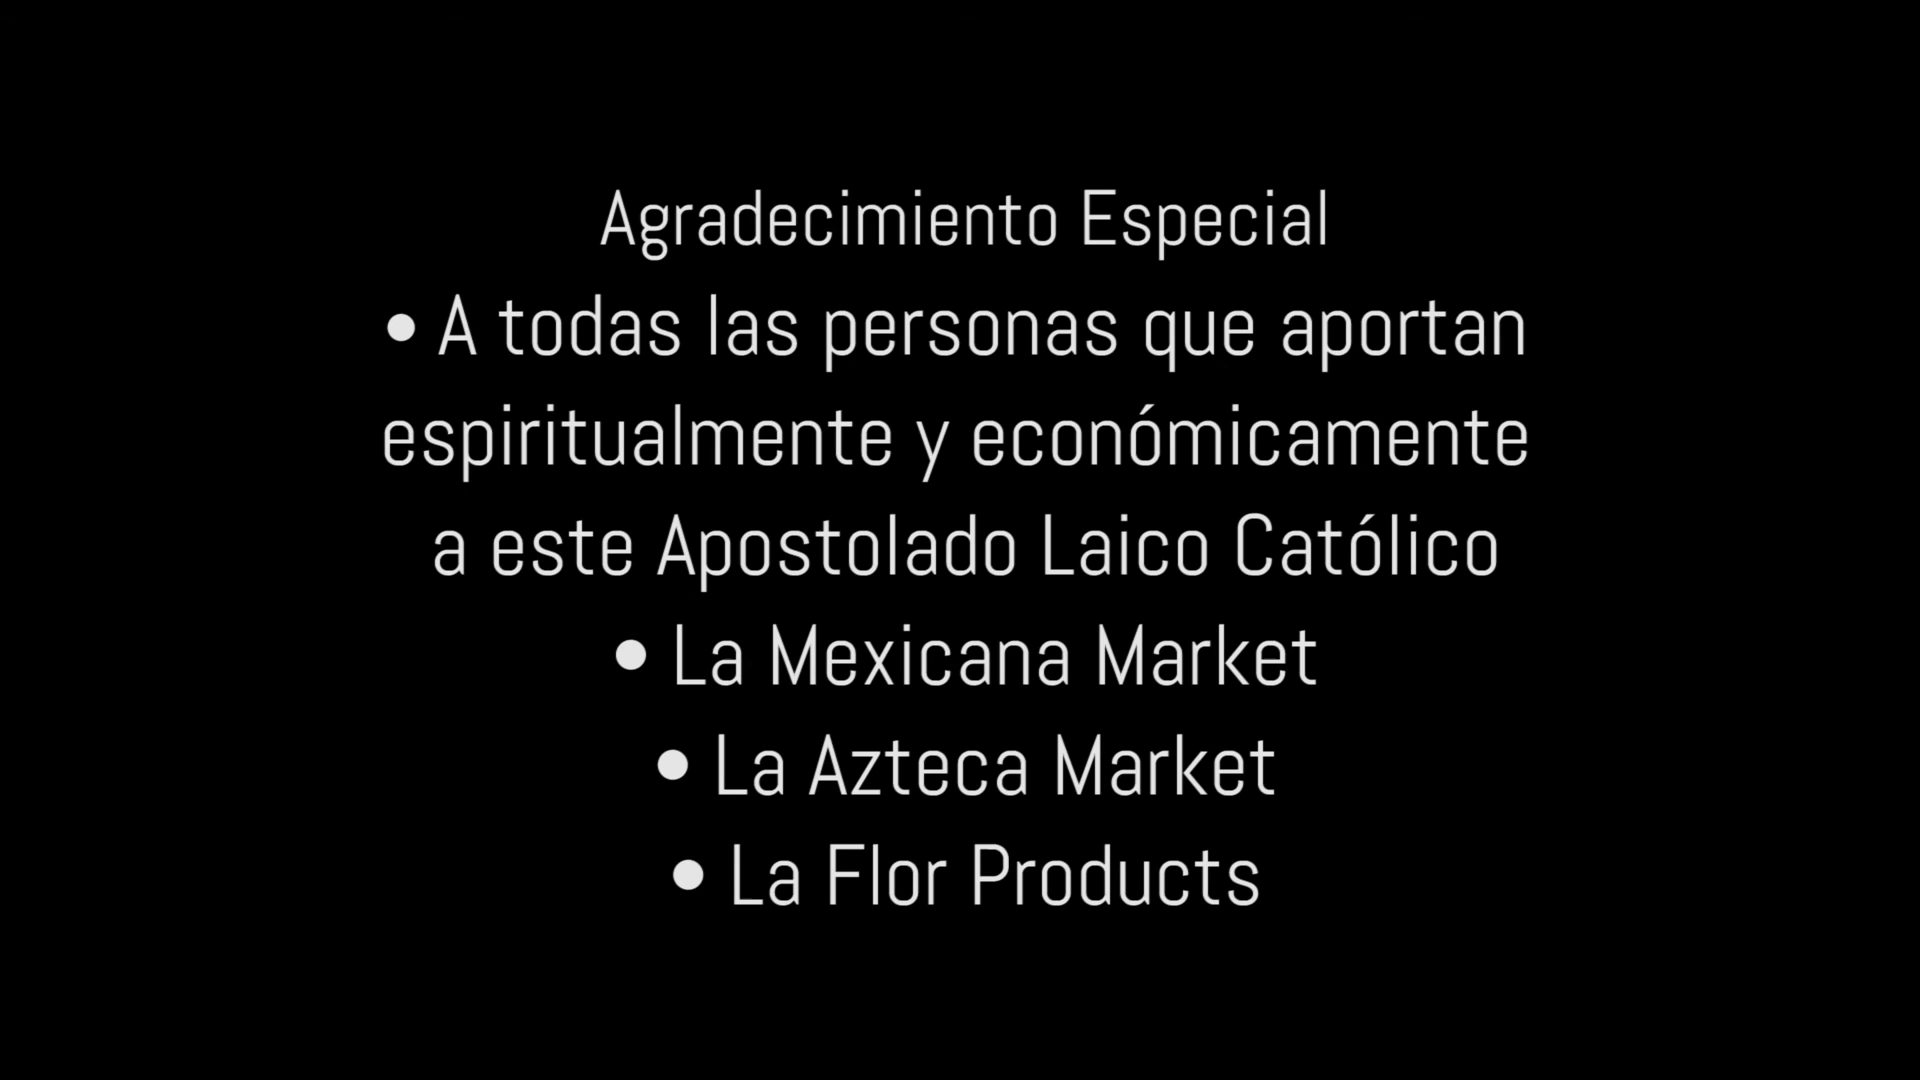 Agradecimiento Especial
• A todas las personas que aportan
espiritualmente y económicamente
a este Apostolado Laico Católico
• La Mexicana Market
• La Azteca Market
• La Flor Products